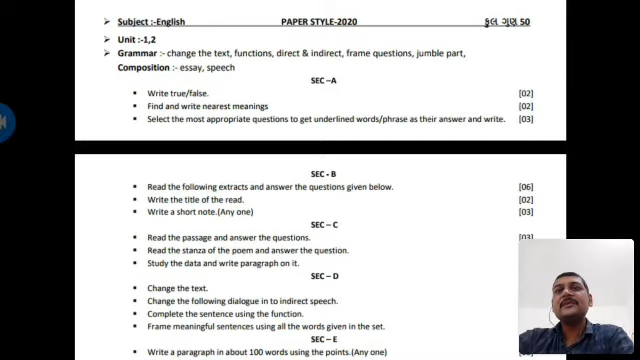 ➢ Subject :-English PAPER STYLE-2020 કુલ ગુણ 50
➢ Unit :-1,2
➢ Grammar :- change the text, functions, direct & indirect, frame questions, jumble part,
Composition :- essay, speech
SEC –A
▪ Write true/false. [02]
▪ Find and write nearest meanings [02]
▪ Select the most appropriate questions to get underlined words/phrase as their answer and write. [03]
SEC - B
▪ Read the following extracts and answer the questions given below. [06]
▪ Write the title of the read. [02]
▪ Write a short note.(Any one) [03]
SEC – C
▪ Read the passage and answer the questions. [03]
▪ Read the stanza of the poem and answer the question.
▪ Study the data and write paragraph on it.
SEC – D
▪ Change the text.
▪ Change the following dialogue in to indirect speech.
▪ Complete the sentence using the function.
▪ Frame meaningful sentences using all the words given in the set.
SEC – E
▪ Write a paragraph in about 100 words using the points.(Any one)